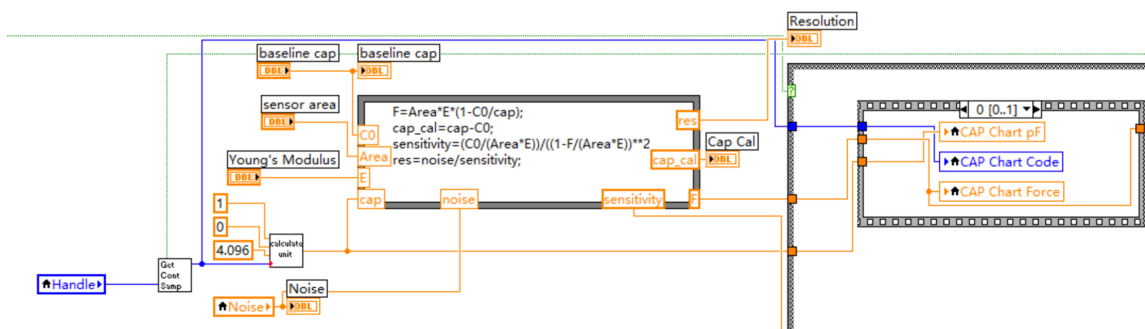 Resolution
DBL
baseline cap
baseline cap
DBL
DBL
sensor area
DBL
F=Area*E*(1-C0/cap);
cap_cal=cap-C0;
sensitivity=(C0/(Area*E))/((1-F/(Area*E))**2
res=noise/sensitivity;
res
C0
Area
E
cap
noise
sensitivity
F
cap_cal
Cap Cal
DBL
Young's Modulus
DBL
1
0
4.096
calculate
unit
Get
Cont
Samp
Handle
Noise
DBL
Noise
?
0 [0..1]
CAP Chart pF
CAP Chart Code
CAP Chart Force